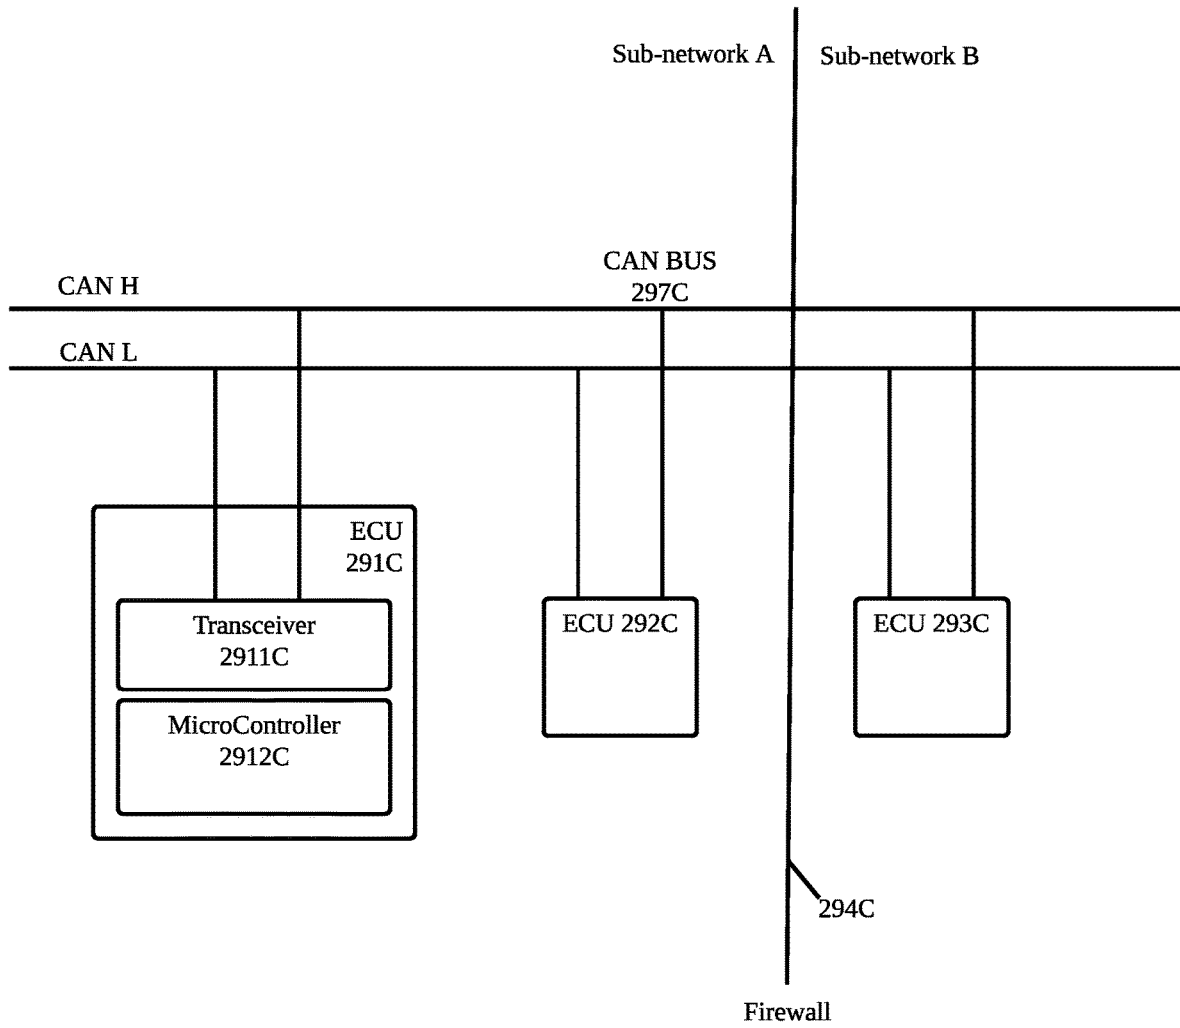 Sub-network A
Sub-network B
CAN BUS
297C
CAN H
CAN L
ECU
291C
Transceiver
2911C
MicroController
2912C
ECU 292C
ECU 293C
294C
Firewall